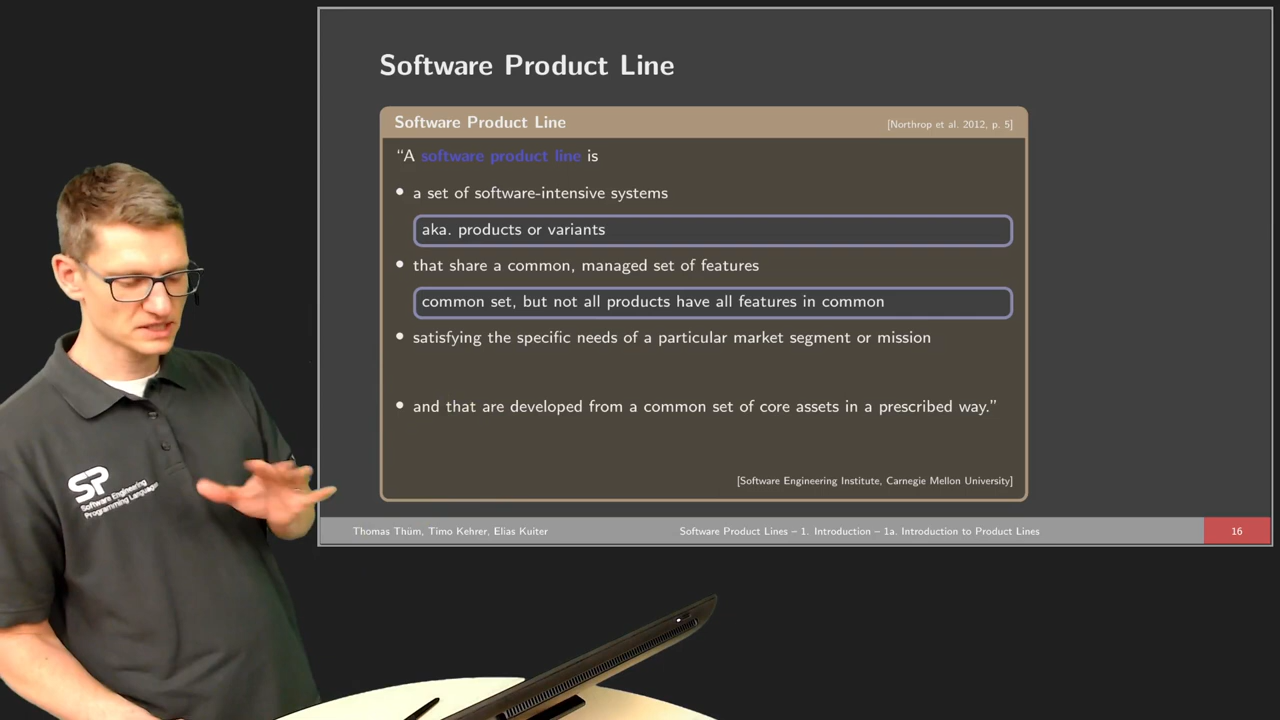 Software Product Line
Software Product Line
[Northrop et al. 2012, p. 5]
“A software product line is
• a set of software-intensive systems
aka. products or variants
• that share a common, managed set of features
common set, but not all products have all features in common
• satisfying the specific needs of a particular market segment or mission
• and that are developed from a common set of core assets in a prescribed way.”
[Software Engineering Institute, Carnegie Mellon University]
Thomas Thüm, Timo Kehrer, Elias Kuiter
Software Product Lines – 1. Introduction – 1a. Introduction to Product Lines
16
SP
Software Engineering
Programming Languages